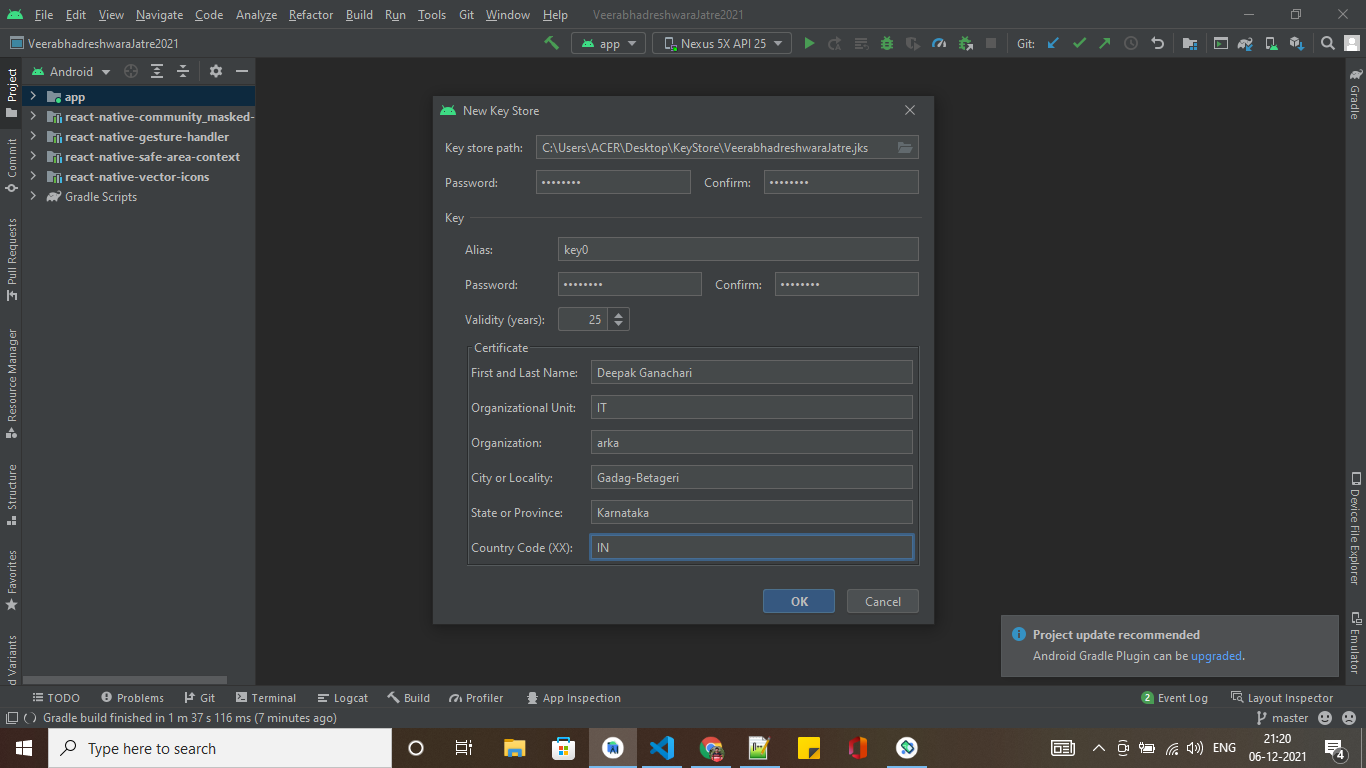 File Edit View Navigate Code Analyze Refactor Build Run Tools Git Window Help VeerabhadreshwaraJatre2021
VeerabhadreshwaraJatre2021 app Nexus 5X API 25 Git:
Project
Commit
Pull Requests
Resource Manager
Structure
Favorites
d Variants
Android
app
react-native-community_masked-
react-native-gesture-handler
react-native-safe-area-context
react-native-vector-icons
Gradle Scripts
New Key Store
Key store path: C:\Users\ACER\Desktop\KeyStore\VeerabhadreshwaraJatre.jks
Password: •••••••• Confirm: ••••••••
Key
Alias: key0
Password: •••••••• Confirm: ••••••••
Validity (years): 25
Certificate
First and Last Name: Deepak Ganachari
Organizational Unit: IT
Organization: arka
City or Locality: Gadag-Betageri
State or Province: Karnataka
Country Code (XX): IN
OK Cancel
Gradle
Device File Explorer
Emulator
Project update recommended
Android Gradle Plugin can be upgraded.
TODO Problems Git Terminal Logcat Build Profiler App Inspection 2 Event Log Layout Inspector
Gradle build finished in 1 m 37 s 116 ms (7 minutes ago) master
Type here to search ENG 21:20
06-12-2021 4